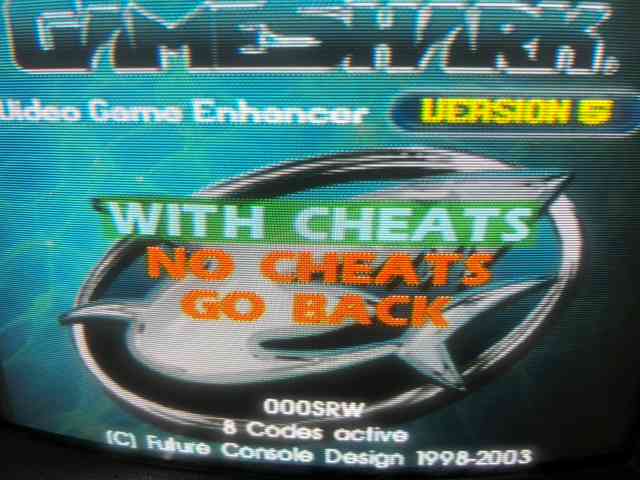 GAMESHARK®
Video Game Enhancer VERSION 5
WITH CHEATS
NO CHEATS
GO BACK
000SRW
8 Codes active
(C) Future Console Design 1998-2003